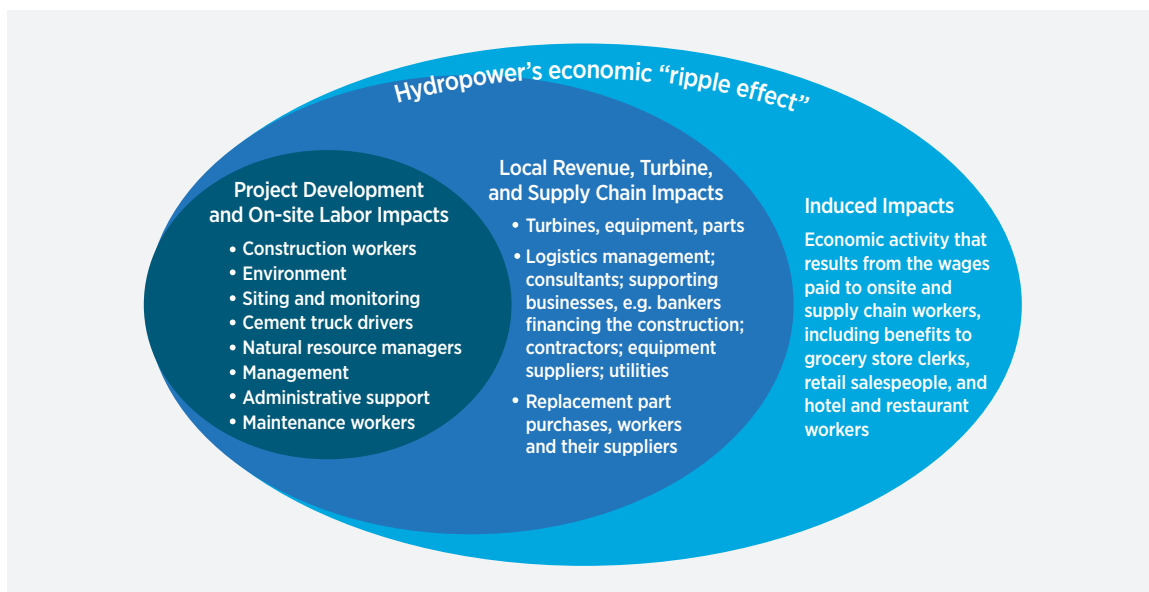 Hydropower's economic “ripple effect”
Project Development
and On-site Labor Impacts
• Construction workers
• Environment
• Siting and monitoring
• Cement truck drivers
• Natural resource managers
• Management
• Administrative support
• Maintenance workers
Local Revenue, Turbine,
and Supply Chain Impacts
• Turbines, equipment, parts
• Logistics management;
consultants; supporting
businesses, e.g. bankers
financing the construction;
contractors; equipment
suppliers; utilities
• Replacement part
purchases, workers
and their suppliers
Induced Impacts
Economic activity that
results from the wages
paid to onsite and
supply chain workers,
including benefits to
grocery store clerks,
retail salespeople, and
hotel and restaurant
workers